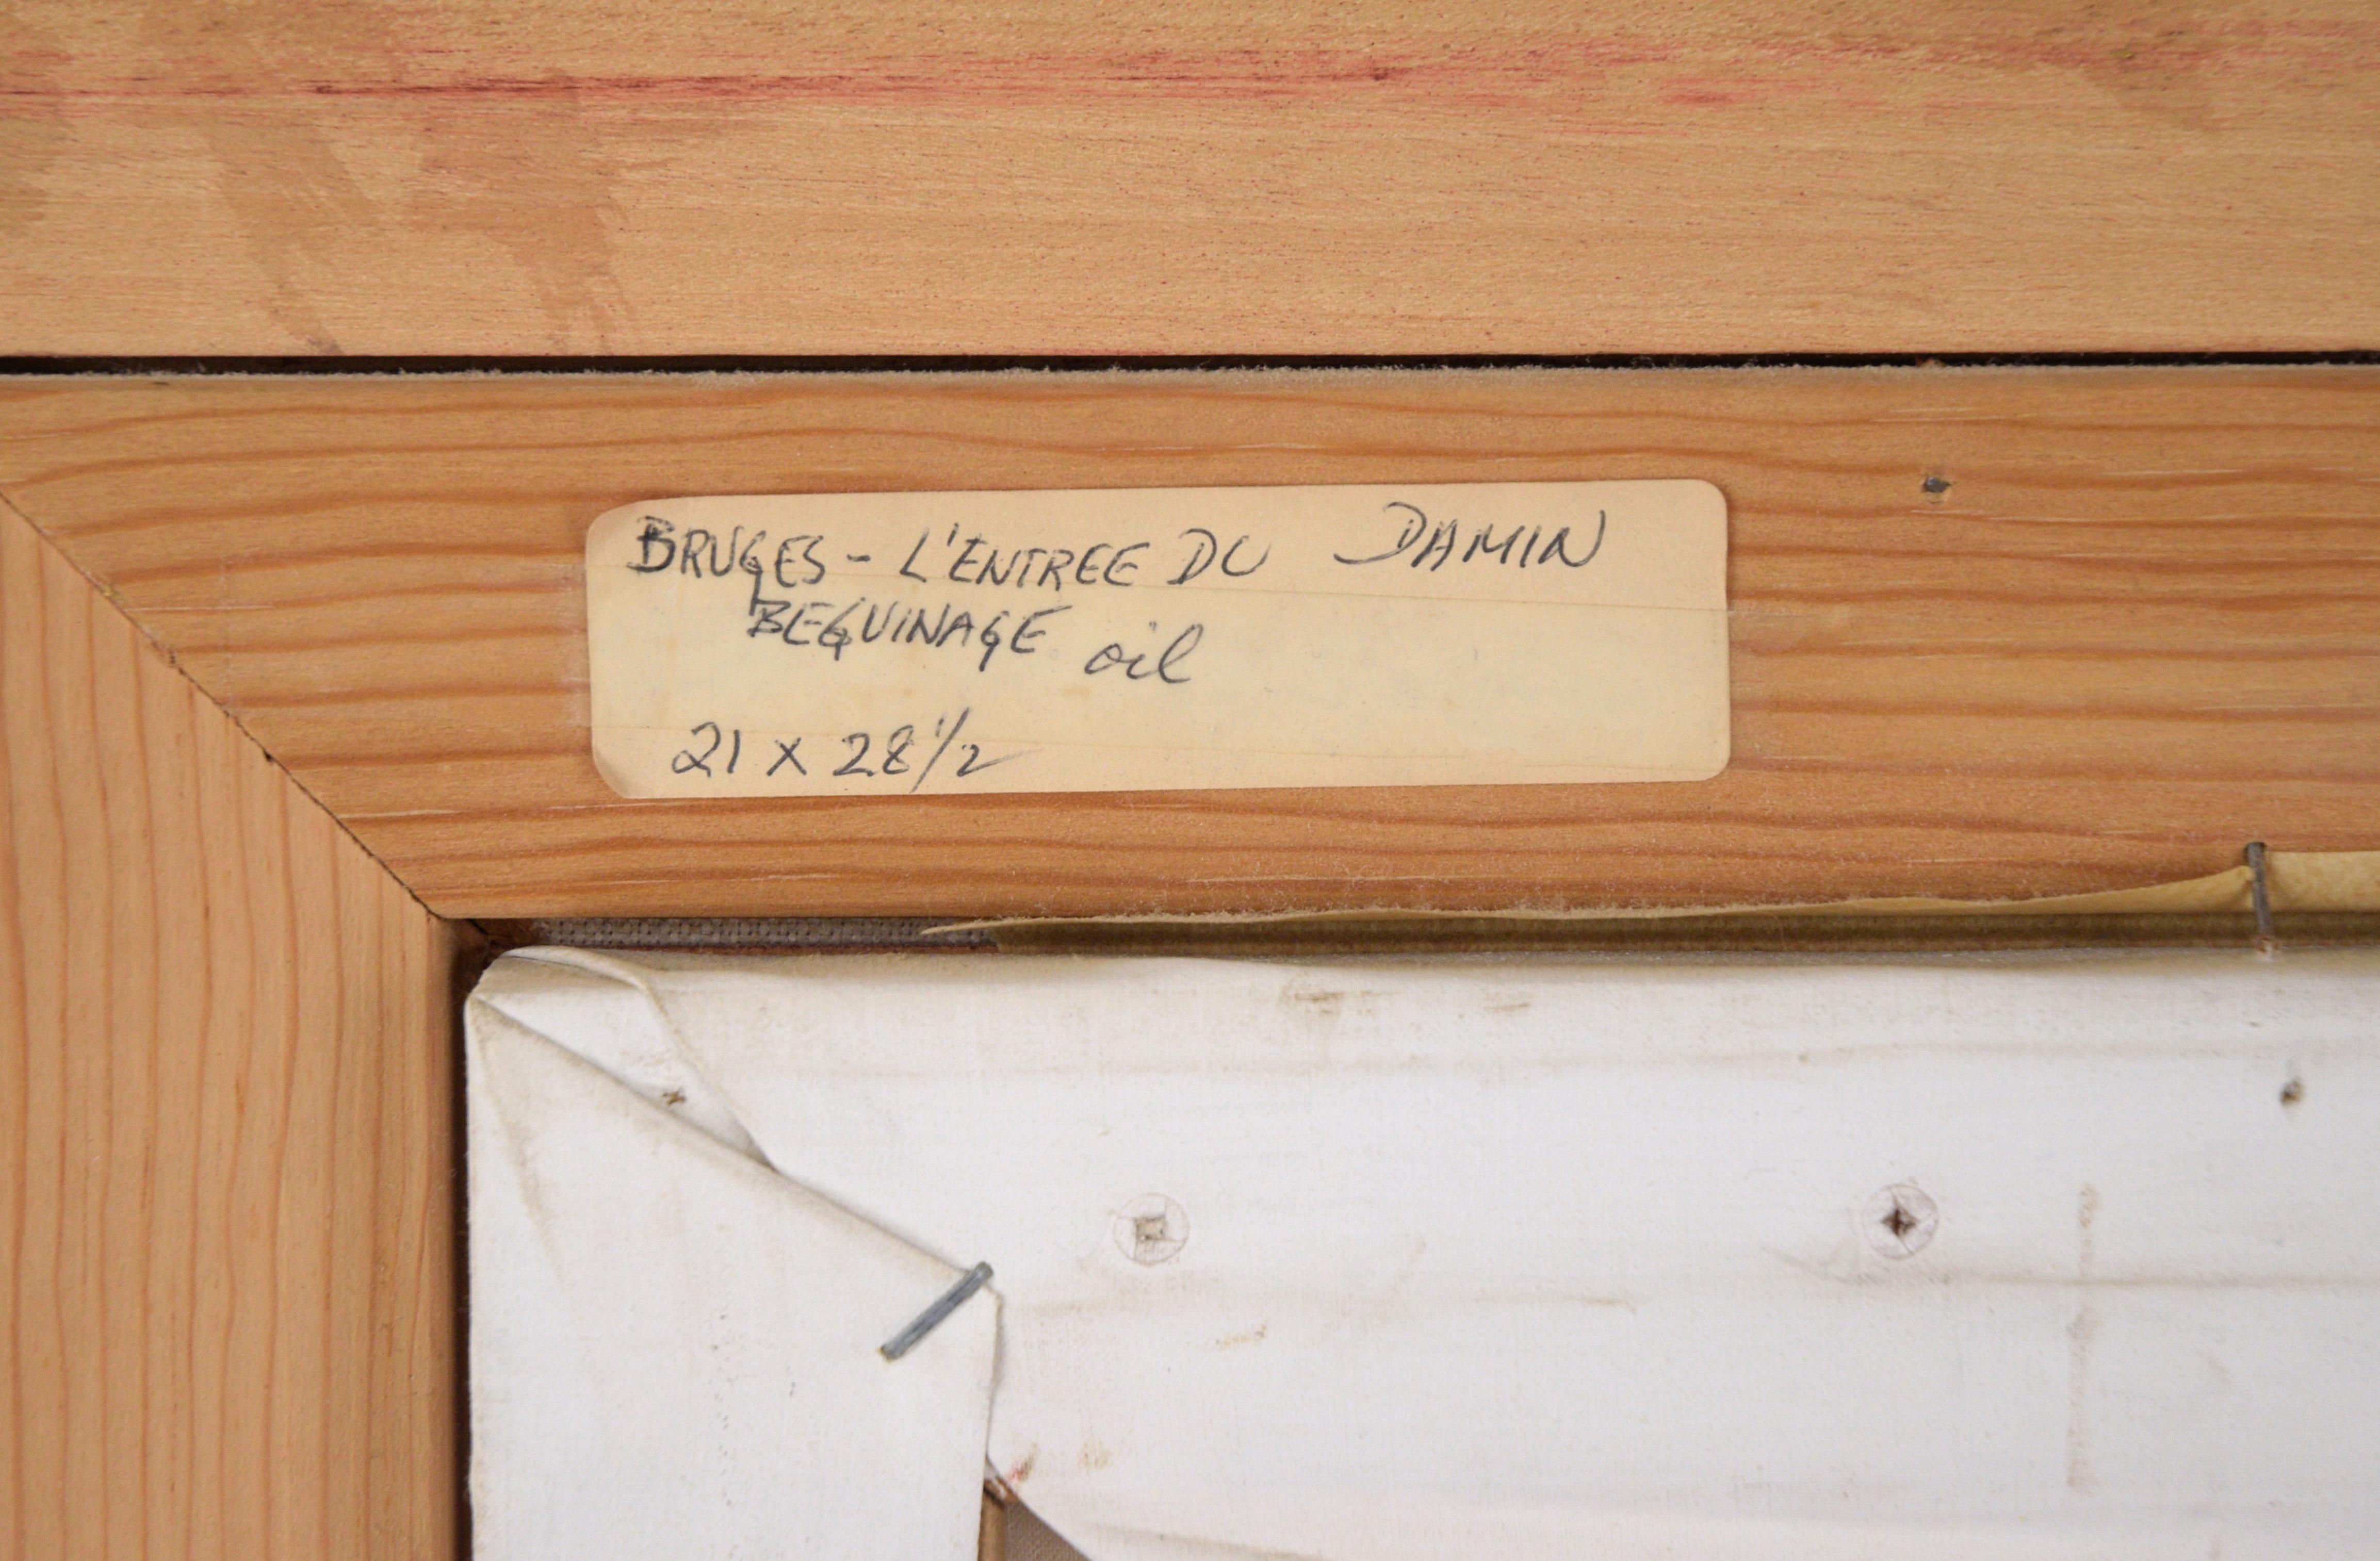 BRUGES - L'ENTREE DU DAMIN
BEGUINAGE oil
21 x 28 1/2